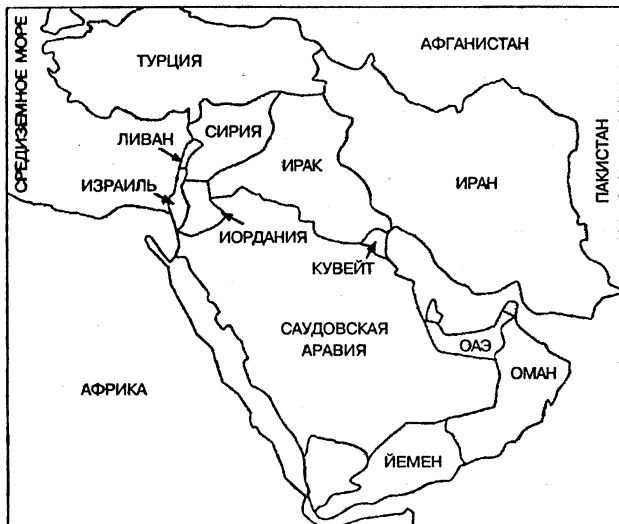 СРЕДИЗЕМНОЕ МОРЕ
ТУРЦИЯ
АФГАНИСТАН
ПАКИСТАН
ЛИВАН
СИРИЯ
ИРАК
ИРАН
ИЗРАИЛЬ
ИОРДАНИЯ
КУВЕЙТ
САУДОВСКАЯ
АРАВИЯ
ОАЭ
ОМАН
АФРИКА
ЙЕМЕН